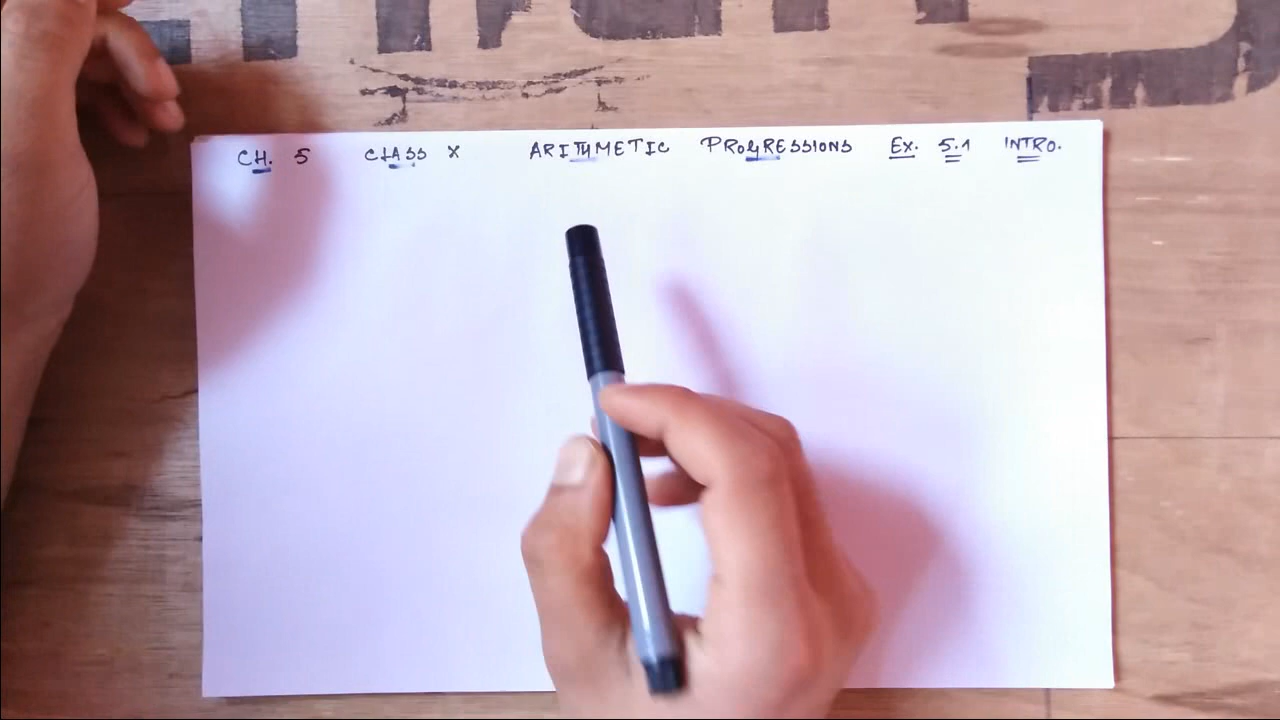 CH. 5 CLASS X ARITHMETIC PROGRESSIONS Ex. 5.1 INTRO.